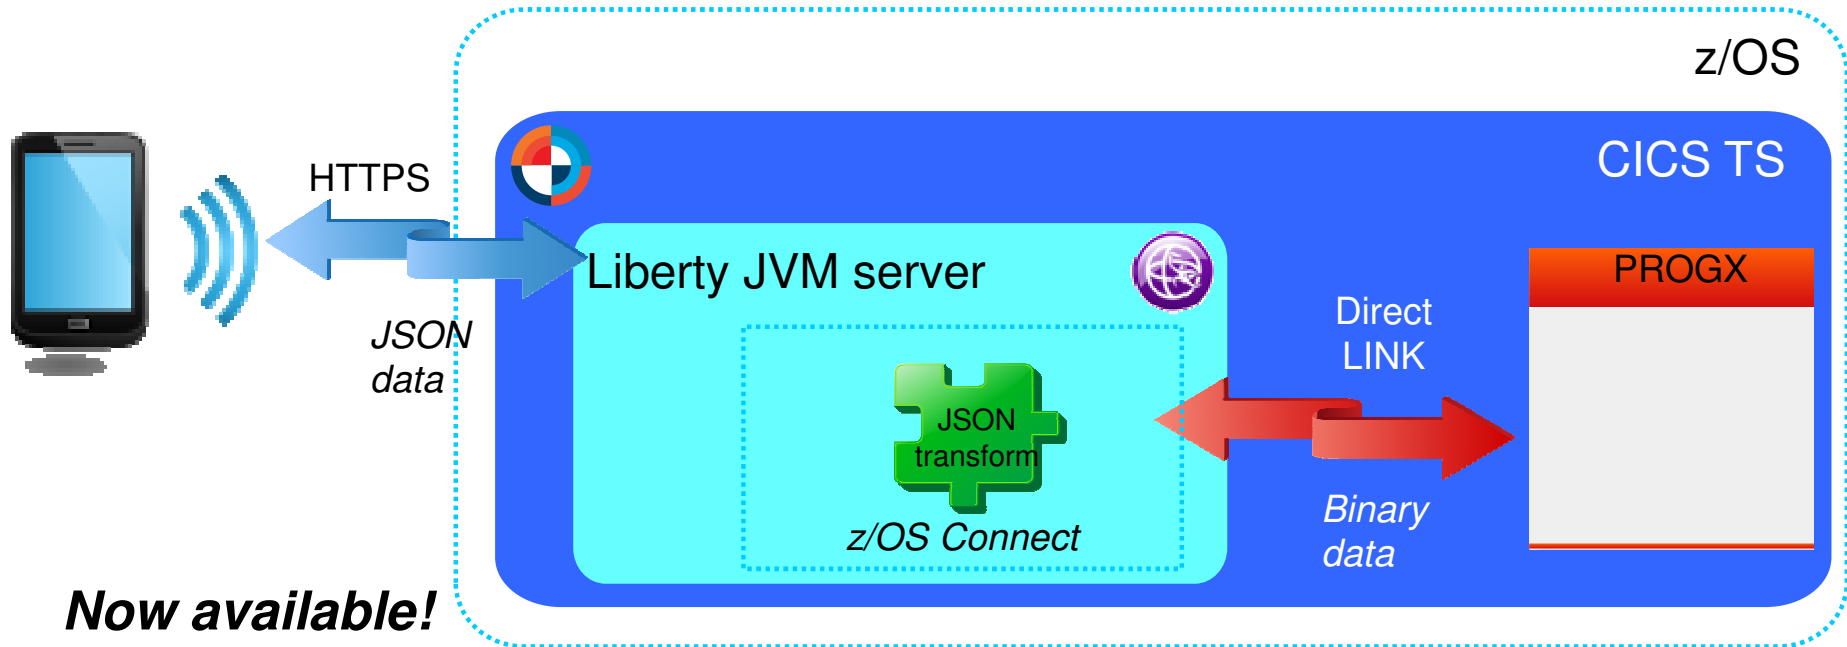 z/OS
CICS TS
HTTPS
JSON
data
Liberty JVM server
JSON
transform
z/OS Connect
Direct
LINK
Binary
data
PROGX
Now available!